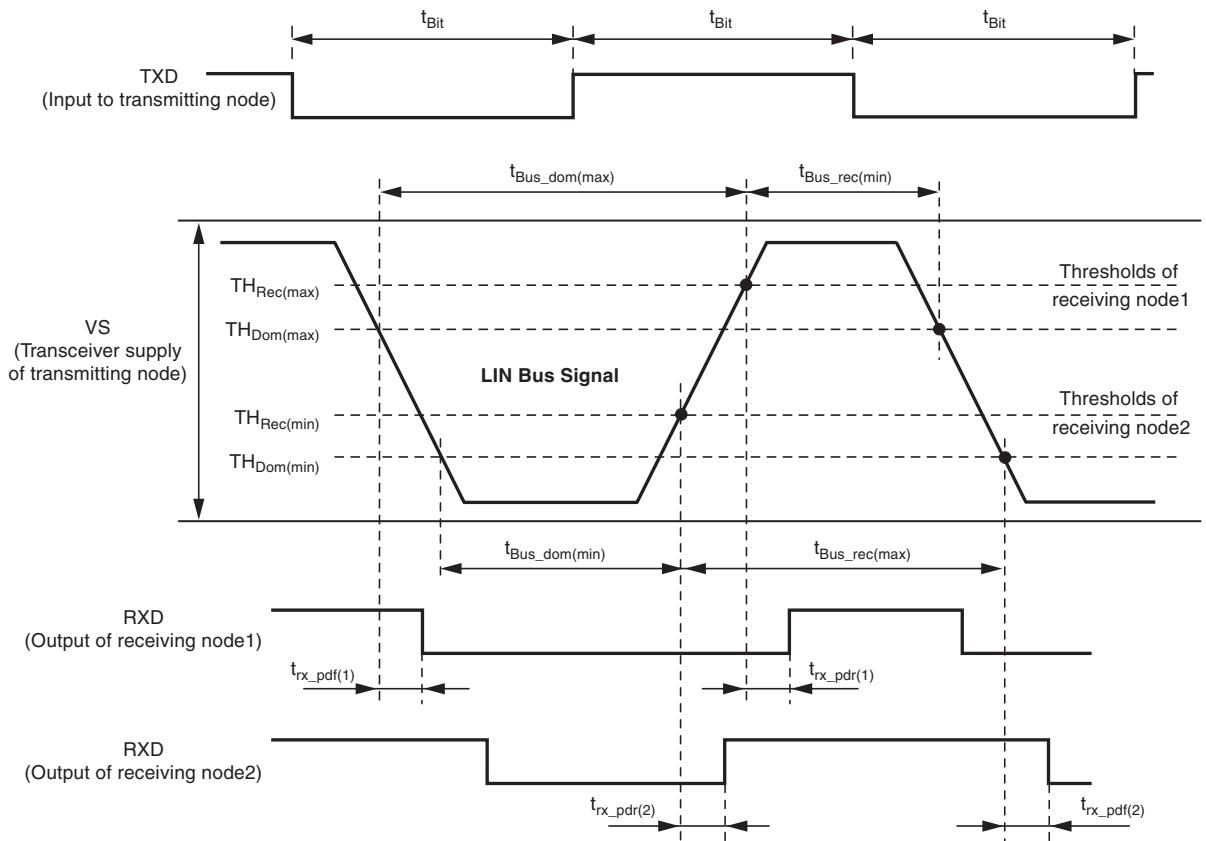 tBit
tBit
tBit
TXD
(Input to transmitting node)
tBus_dom(max)
tBus_rec(min)
THRec(max)
Thresholds of
receiving node1
THDom(max)
VS
(Transceiver supply
of transmitting node)
LIN Bus Signal
THRec(min)
Thresholds of
receiving node2
THDom(min)
tBus_dom(min)
tBus_rec(max)
RXD
(Output of receiving node1)
trx_pdf(1)
trx_pdr(1)
RXD
(Output of receiving node2)
trx_pdr(2)
trx_pdf(2)